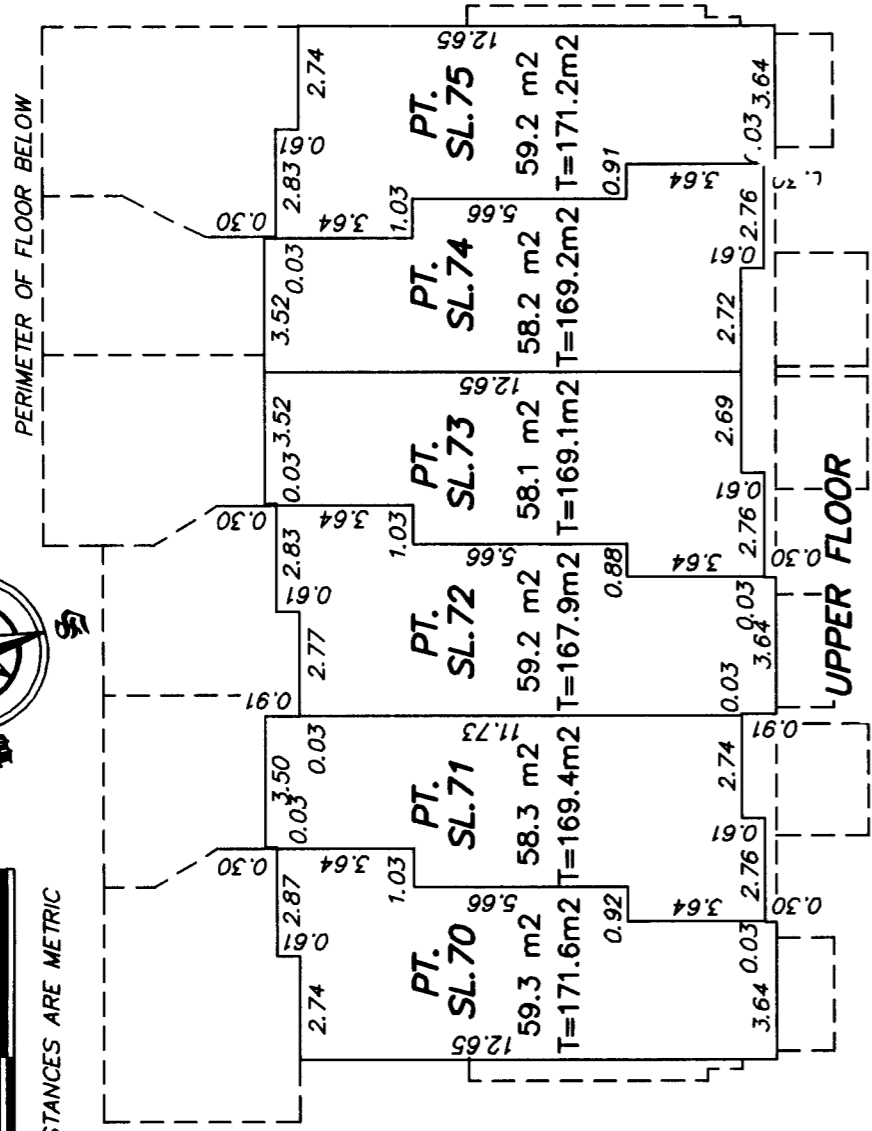 PERIMETER OF FLOOR BELOW
STANCES ARE METRIC
2.74
0.61
2.87
0.30
3.64
1.03
5.66
0.92
3.64
0.30
12.65
PT.
SL.70
59.3 m2
T=171.6m2
3.64
0.03
3.50
0.03
0.03
0.91
11.73
PT.
SL.71
58.3 m2
T=169.4m2
2.76
0.61
2.74
0.91
2.77
0.61
2.83
0.30
3.64
1.03
5.66
0.88
3.64
0.30
PT.
SL.72
59.2 m2
T=167.9m2
0.03
3.64
0.03
0.03
3.52
12.65
PT.
SL.73
58.1 m2
T=169.1m2
2.76
0.61
2.69
3.52
0.03
0.30
3.64
1.03
5.66
0.91
3.64
PT.
SL.74
58.2 m2
T=169.2m2
2.72
0.61
2.76
2.83
0.61
2.74
12.65
PT.
SL.75
59.2 m2
T=171.2m2
.03
3.64
UPPER FLOOR